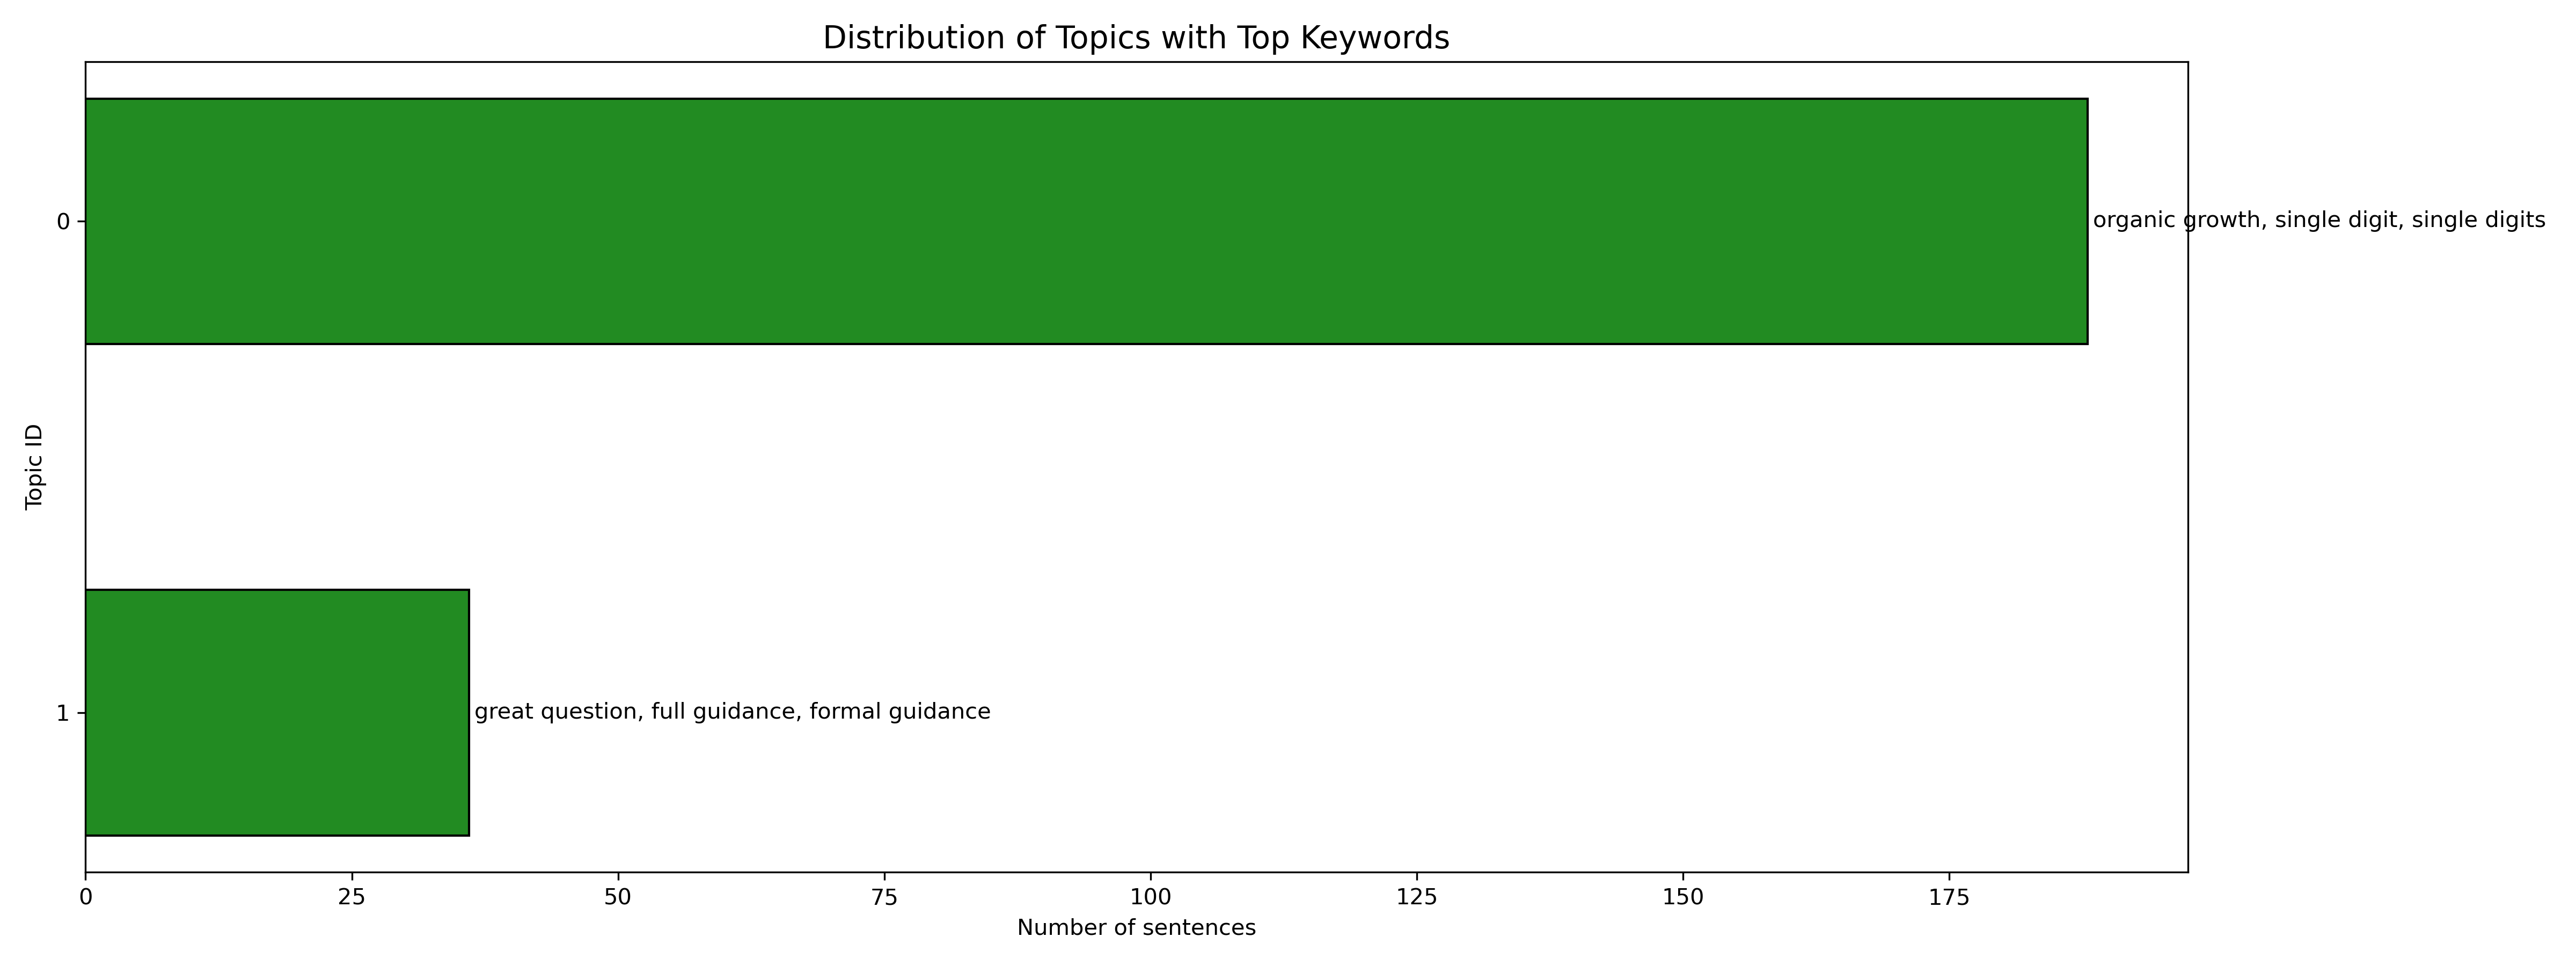 Distribution of Topics with Top Keywords
0
organic growth, single digit, single digits
Topic ID
1
great question, full guidance, formal guidance
0 25 50 75 100 125 150 175
Number of sentences